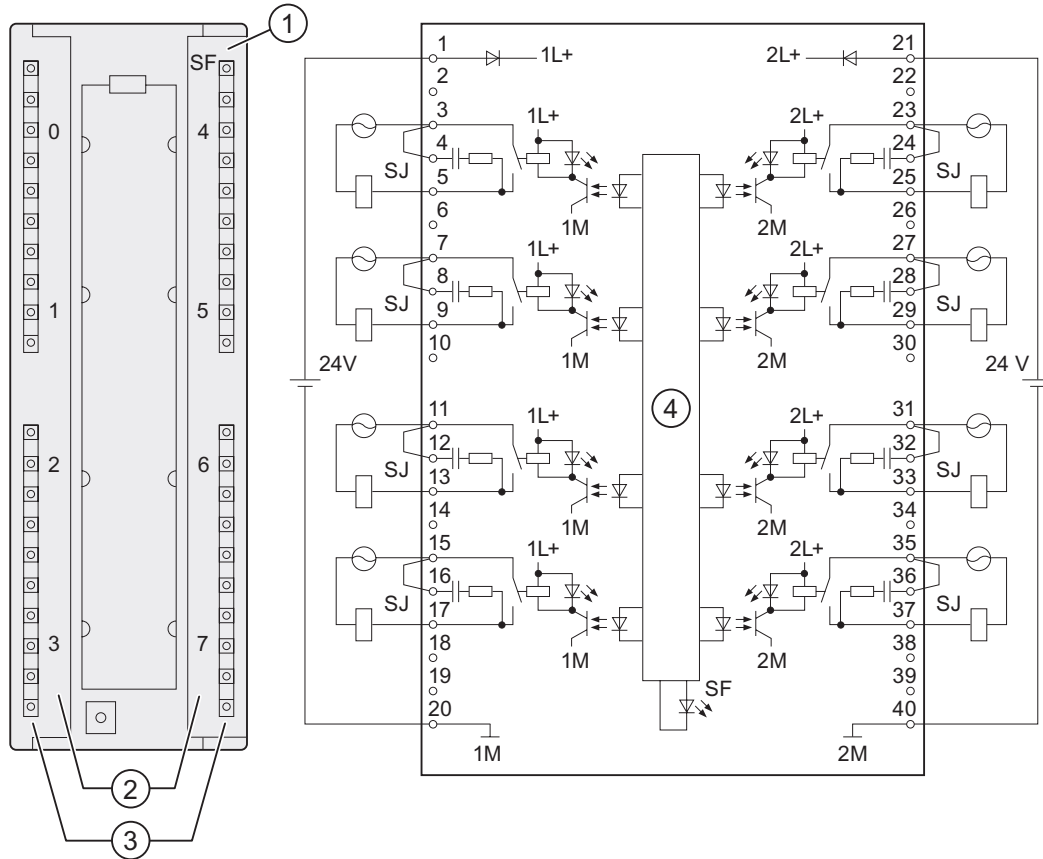 1
SF
0
4
1
5
2
6
3
7
2
3
1
1L+
2L+
21
2
22
3
1L+
2L+
23
4
24
SJ
SJ
5
25
6
1M
2M
26
7
1L+
2L+
27
8
28
SJ
SJ
9
29
10
1M
2M
30
24V
24 V
4
11
1L+
2L+
31
12
32
SJ
SJ
13
33
14
1M
2M
34
15
1L+
2L+
35
16
36
SJ
SJ
17
37
18
1M
2M
38
19
SF
39
20
40
1M
2M